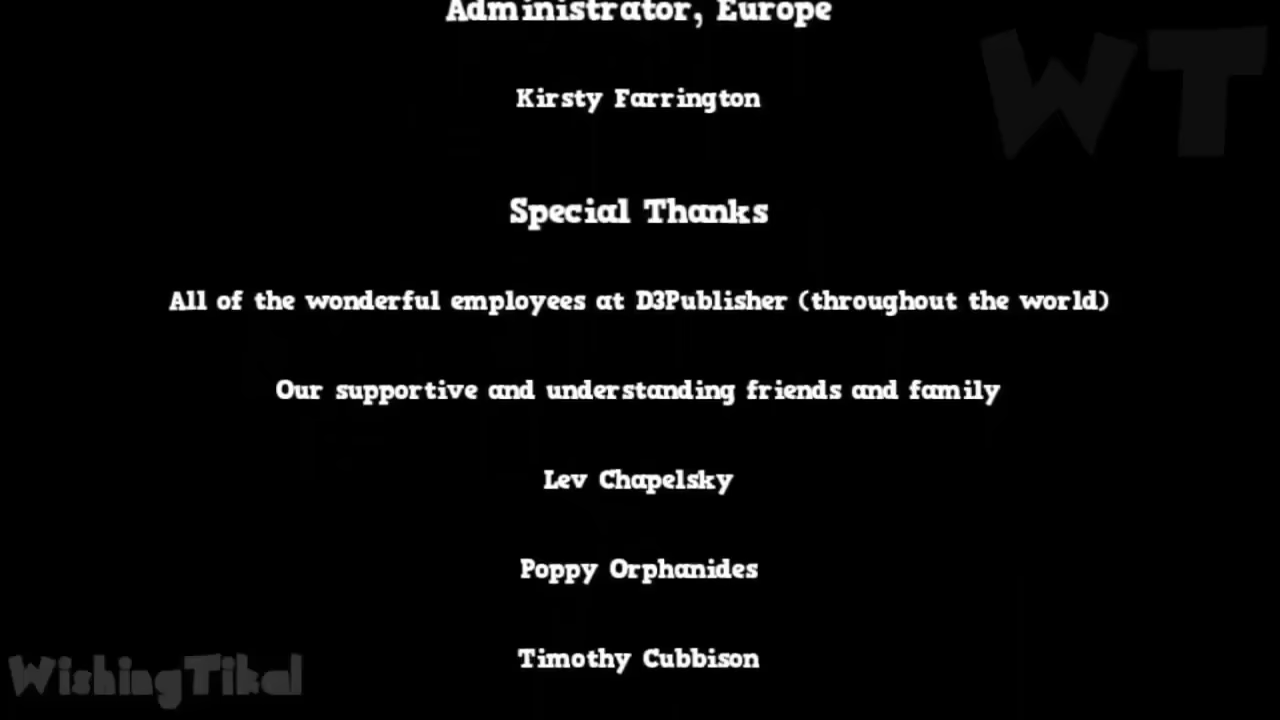 Administrator, Europe
WT
Kirsty Farrington
Special Thanks
All of the wonderful employees at D3Publisher (throughout the world)
Our supportive and understanding friends and family
Lev Chapelsky
Poppy Orphanides
Timothy Cubbison
WishingTikal